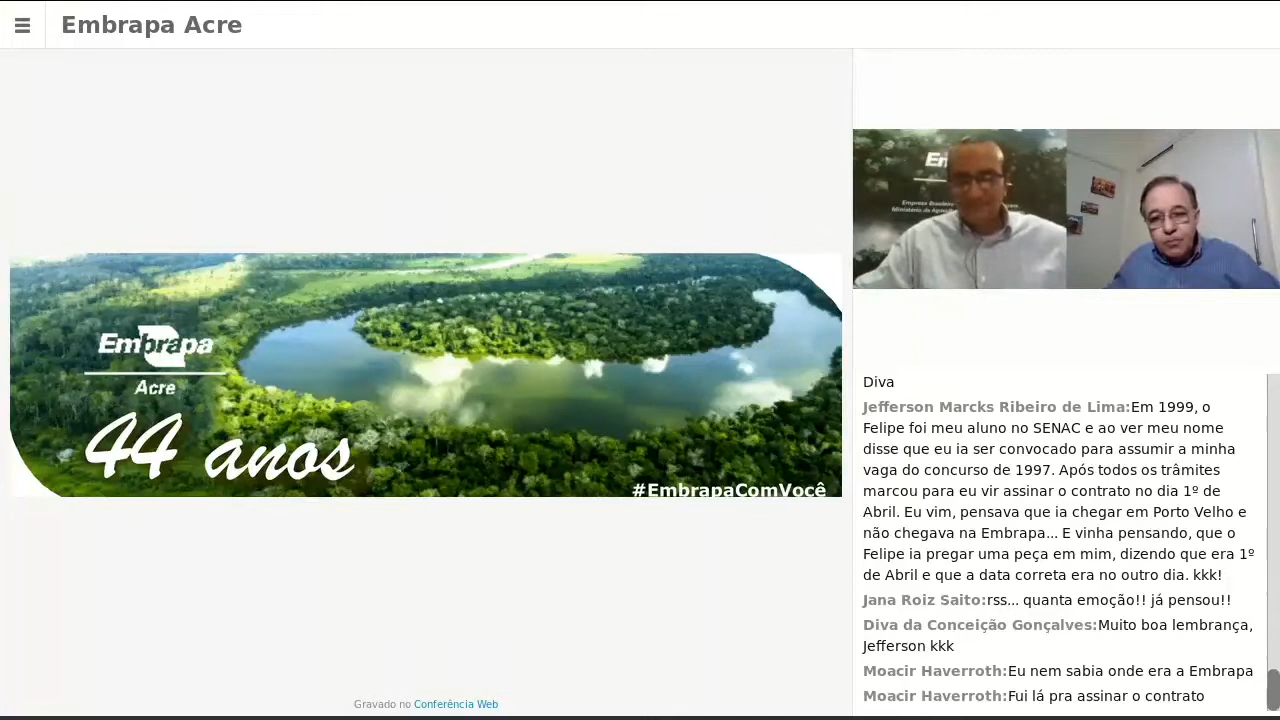 Embrapa Acre
Embrapa
Acre
44 anos
#EmbrapaComVocê
Gravado no Conferência Web
Em
Diva
Jefferson Marcks Ribeiro de Lima:Em 1999, o
Felipe foi meu aluno no SENAC e ao ver meu nome
disse que eu ia ser convocado para assumir a minha
vaga do concurso de 1997. Após todos os trâmites
marcou para eu vir assinar o contrato no dia 1º de
Abril. Eu vim, pensava que ia chegar em Porto Velho e
não chegava na Embrapa... E vinha pensando, que o
Felipe ia pregar uma peça em mim, dizendo que era 1º
de Abril e que a data correta era no outro dia. kkk!
Jana Roiz Saito:rss... quanta emoção!! já pensou!!
Diva da Conceição Gonçalves:Muito boa lembrança,
Jefferson kkk
Moacir Haverroth:Eu nem sabia onde era a Embrapa
Moacir Haverroth:Fui lá pra assinar o contrato